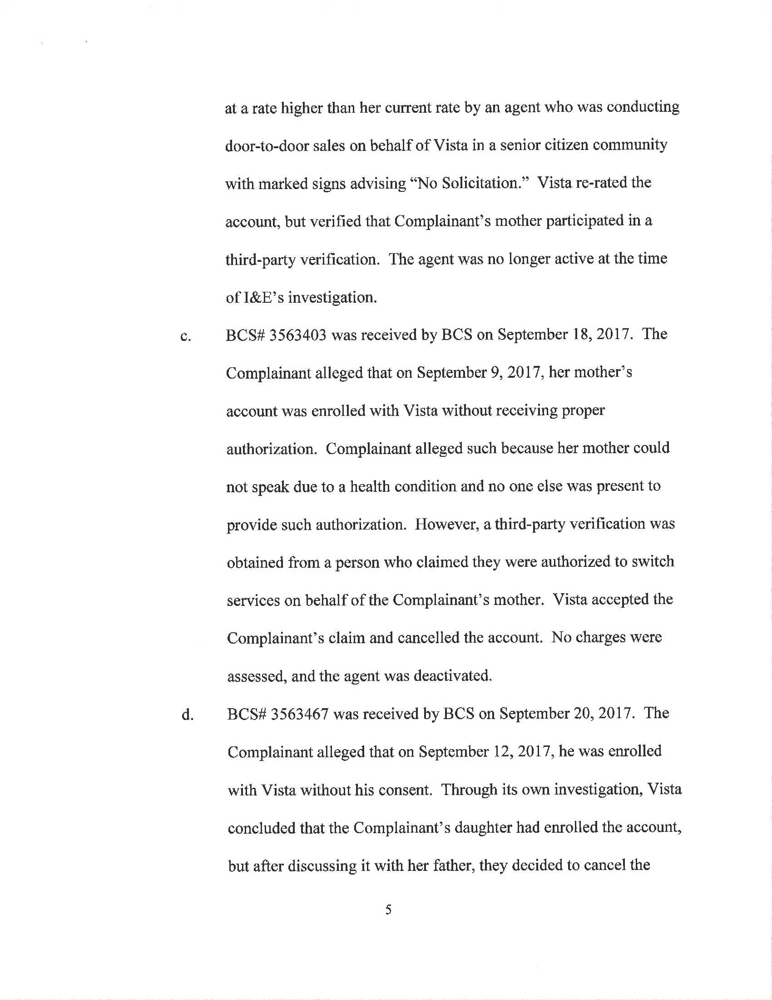 at a rate higher than her current rate by an agent who was conducting
door-to-door sales on behalf of Vista in a senior citizen community
with marked signs advising “No Solicitation.” Vista re-rated the
account, but verified that Complainant’s mother participated in a
third-party verification. The agent was no longer active at the time
of I&E’s investigation.
c. BCS# 3563403 was received by BCS on September 18, 2017. The
Complainant alleged that on September 9, 2017, her mother’s
account was enrolled with Vista without receiving proper
authorization. Complainant alleged such because her mother could
not speak due to a health condition and no one else was present to
provide such authorization. However, a third-party verification was
obtained from a person who claimed they were authorized to switch
services on behalf of the Complainant’s mother. Vista accepted the
Complainant’s claim and cancelled the account. No charges were
assessed, and the agent was deactivated.
d. BCS# 3563467 was received by BCS on September 20, 2017. The
Complainant alleged that on September 12, 2017, he was enrolled
with Vista without his consent. Through its own investigation, Vista
concluded that the Complainant’s daughter had enrolled the account,
but after discussing it with her father, they decided to cancel the
5